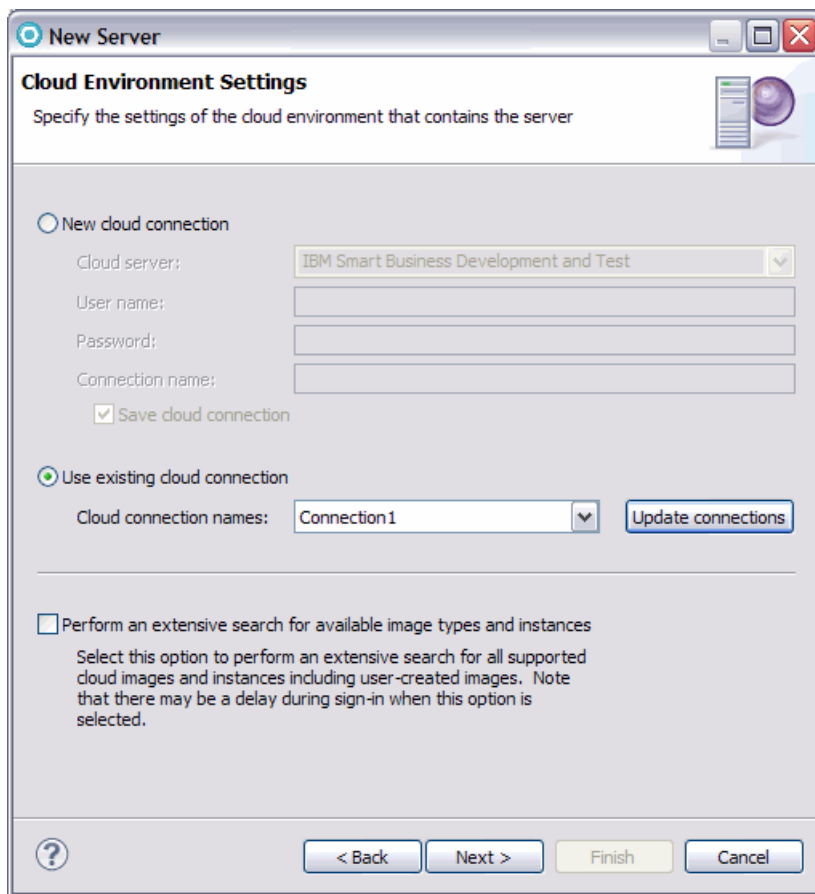 New Server
Cloud Environment Settings
Specify the settings of the cloud environment that contains the server
New cloud connection
Cloud server:
IBM Smart Business Development and Test
User name:
Password:
Connection name:
Save cloud connection
Use existing cloud connection
Cloud connection names:
Connection1
Update connections
Perform an extensive search for available image types and instances
Select this option to perform an extensive search for all supported
cloud images and instances including user-created images.  Note
that there may be a delay during sign-in when this option is
selected.
?
< Back
Next >
Finish
Cancel